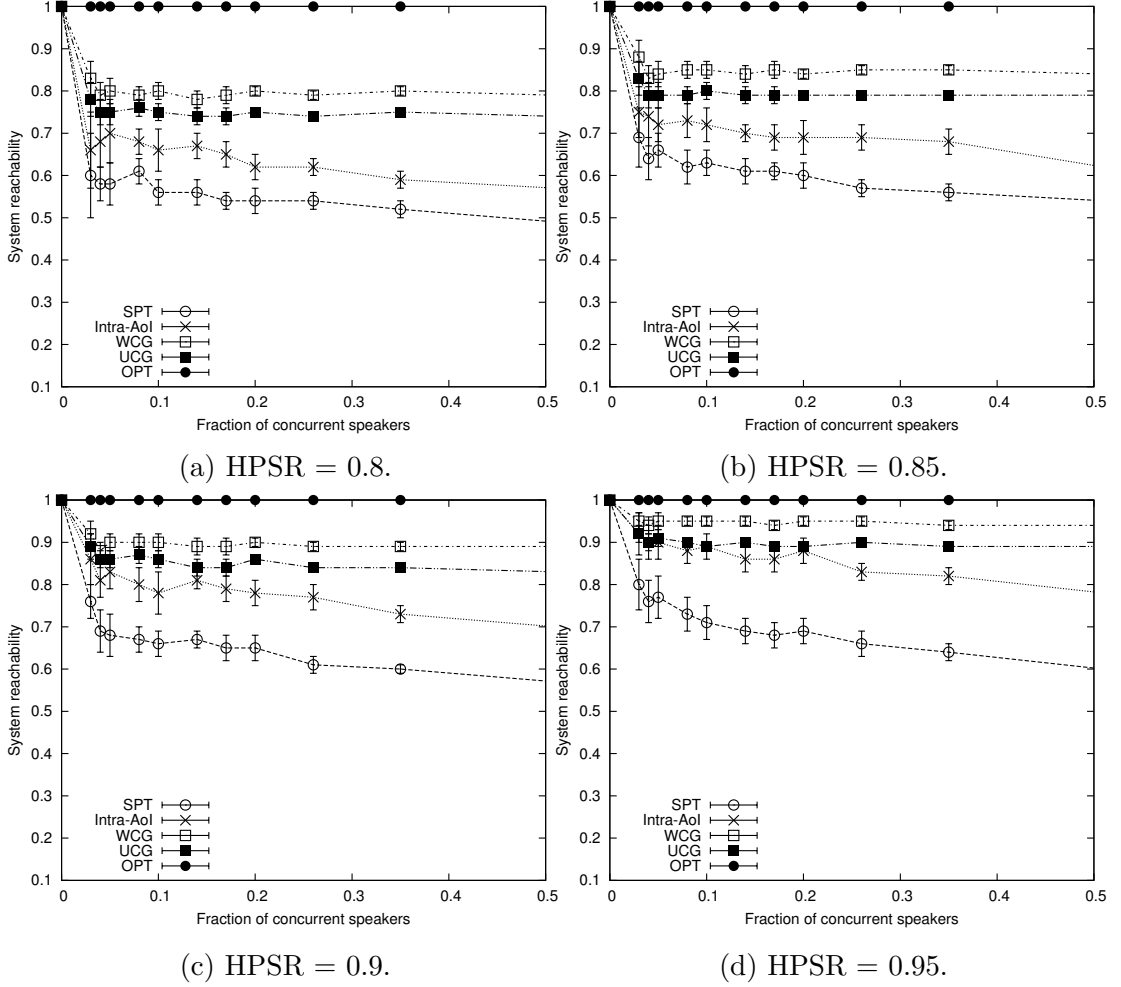 1
0.9
0.8
0.7
0.6
0.5
0.4
0.3
0.2
0.1
System reachability
SPT
Intra-AoI
WCG
UCG
OPT
0 0.1 0.2 0.3 0.4 0.5
Fraction of concurrent speakers
(a) HPSR = 0.8.
1
0.9
0.8
0.7
0.6
0.5
0.4
0.3
0.2
0.1
System reachability
SPT
Intra-AoI
WCG
UCG
OPT
0 0.1 0.2 0.3 0.4 0.5
Fraction of concurrent speakers
(b) HPSR = 0.85.
1
0.9
0.8
0.7
0.6
0.5
0.4
0.3
0.2
0.1
System reachability
SPT
Intra-AoI
WCG
UCG
OPT
0 0.1 0.2 0.3 0.4 0.5
Fraction of concurrent speakers
(c) HPSR = 0.9.
1
0.9
0.8
0.7
0.6
0.5
0.4
0.3
0.2
0.1
System reachability
SPT
Intra-AoI
WCG
UCG
OPT
0 0.1 0.2 0.3 0.4 0.5
Fraction of concurrent speakers
(d) HPSR = 0.95.